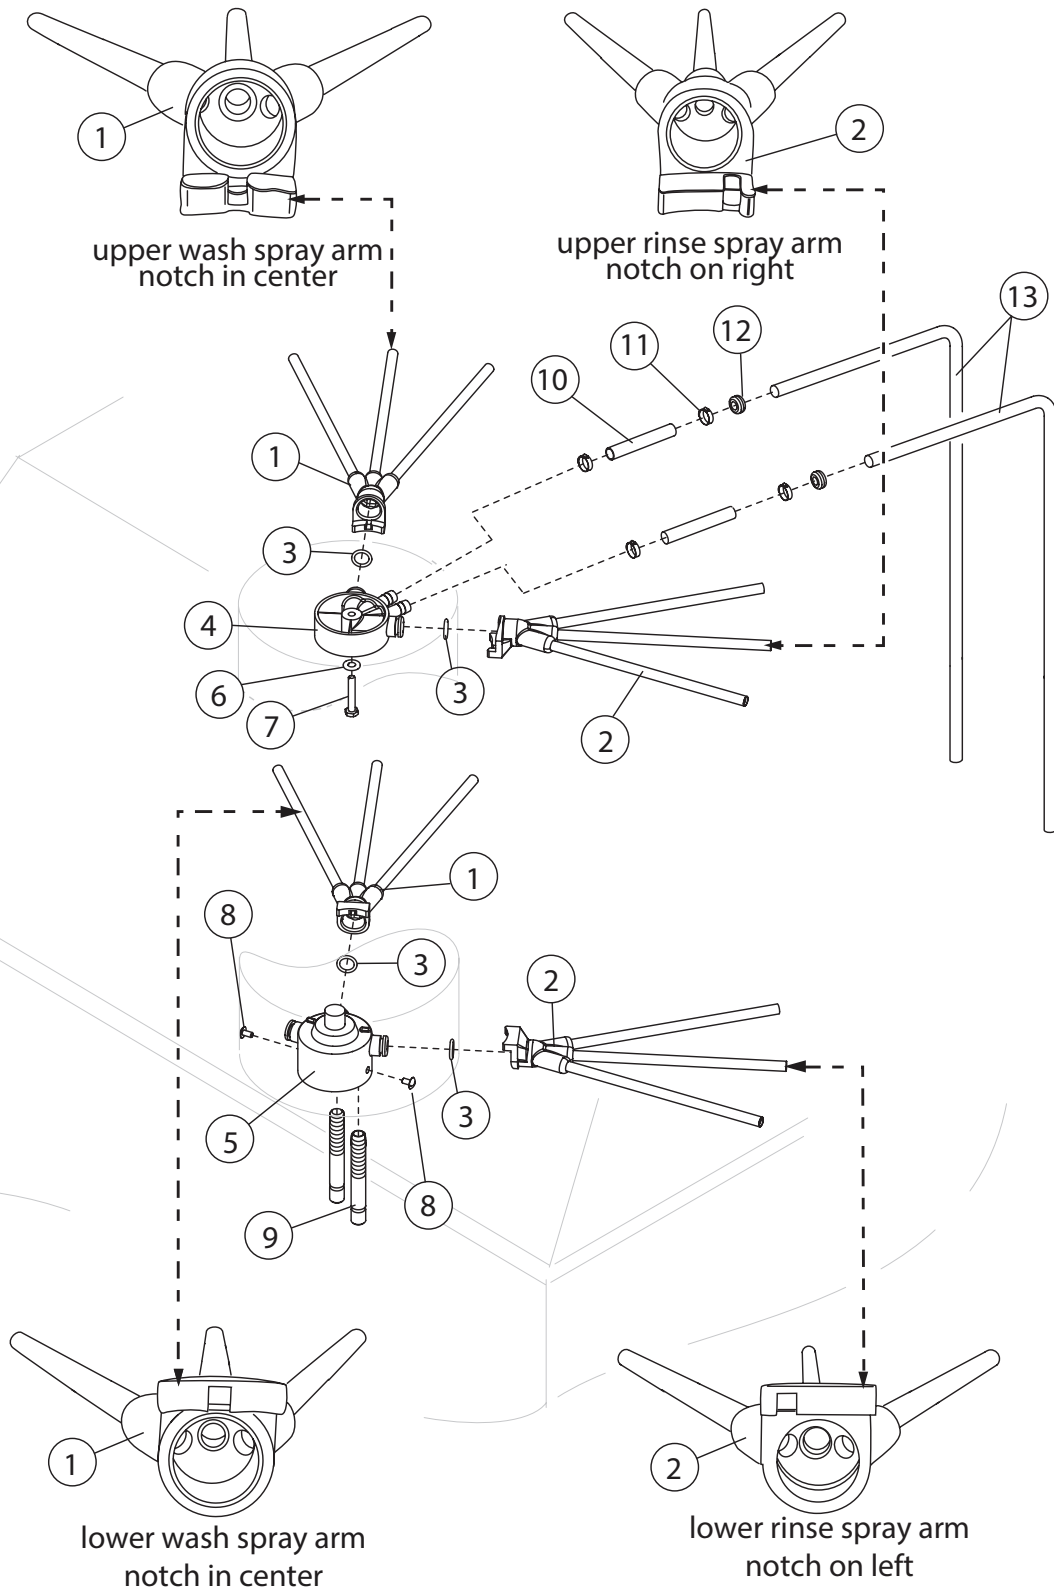 1
2
upper wash spray arm
notch in center
upper rinse spray arm
notch on right
13
12
11
10
1
3
4
3
6
7
2
1
8
3
2
5
3
8
9
1
2
lower wash spray arm
notch in center
lower rinse spray arm
notch on left